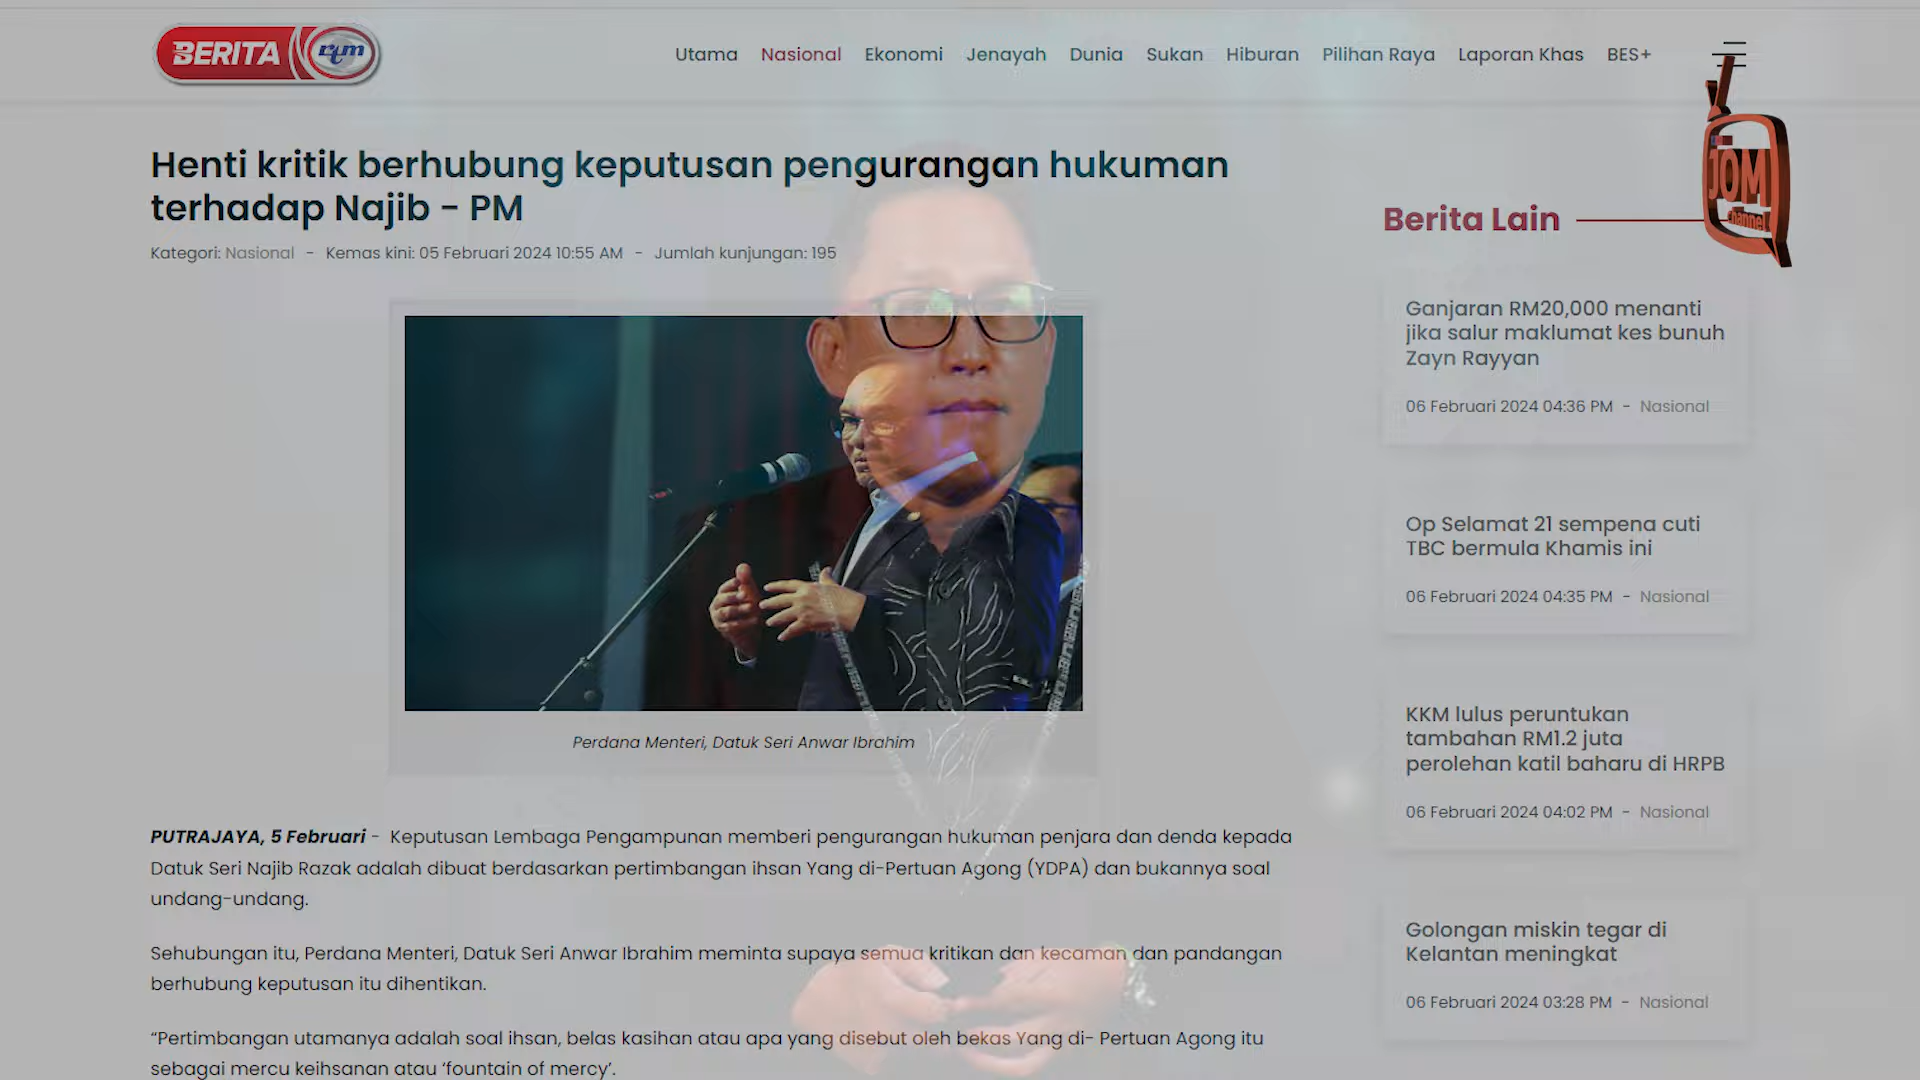 BERITA rtm
Utama Nasional Ekonomi Jenayah Dunia Sukan Hiburan Pilihan Raya Laporan Khas BES+
JOM
channel
Henti kritik berhubung keputusan pengurangan hukuman
terhadap Najib - PM
Kategori: Nasional - Kemas kini: 05 Februari 2024 10:55 AM - Jumlah kunjungan: 195
Perdana Menteri, Datuk Seri Anwar Ibrahim
PUTRAJAYA, 5 Februari - Keputusan Lembaga Pengampunan memberi pengurangan hukuman penjara dan denda kepada
Datuk Seri Najib Razak adalah dibuat berdasarkan pertimbangan ihsan Yang di-Pertuan Agong (YDPA) dan bukannya soal
undang-undang.
Sehubungan itu, Perdana Menteri, Datuk Seri Anwar Ibrahim meminta supaya semua kritikan dan kecaman dan pandangan
berhubung keputusan itu dihentikan.
“Pertimbangan utamanya adalah soal ihsan, belas kasihan atau apa yang disebut oleh bekas Yang di- Pertuan Agong itu
sebagai mercu keihsanan atau ‘fountain of mercy’.
Berita Lain
Ganjaran RM20,000 menanti
jika salur maklumat kes bunuh
Zayn Rayyan
06 Februari 2024 04:36 PM - Nasional
Op Selamat 21 sempena cuti
TBC bermula Khamis ini
06 Februari 2024 04:35 PM - Nasional
KKM lulus peruntukan
tambahan RM1.2 juta
perolehan katil baharu di HRPB
06 Februari 2024 04:02 PM - Nasional
Golongan miskin tegar di
Kelantan meningkat
06 Februari 2024 03:28 PM - Nasional